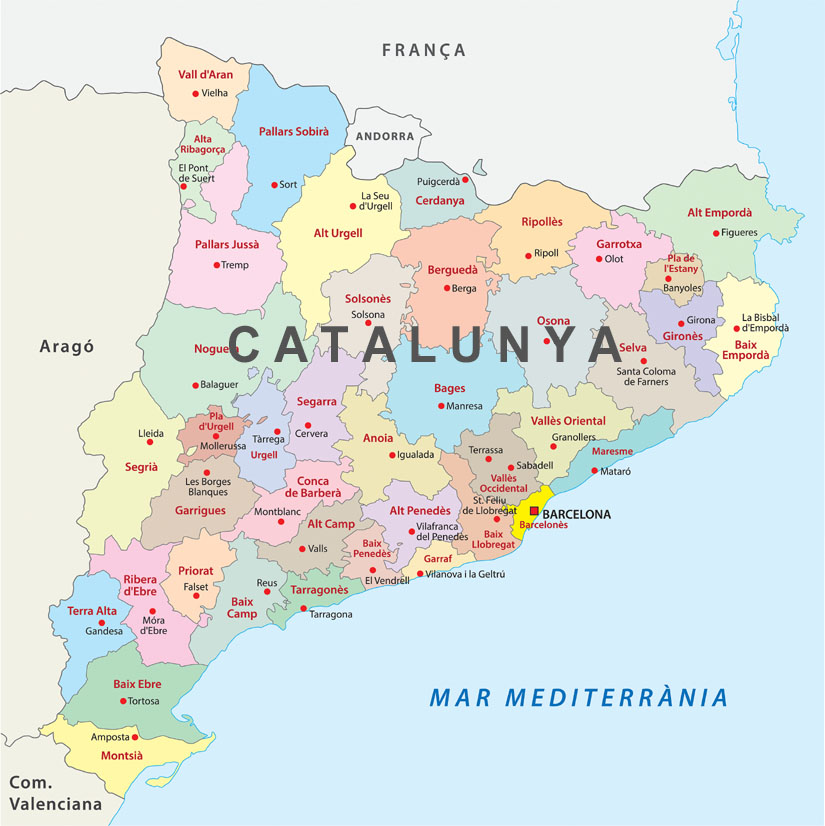 FRANÇA
Vall d'Aran
Vielha
Pallars Sobirà
ANDORRA
Alta
Ribagorça
El Pont
de Suert
Sort
La Seu
d'Urgell
Puigcerdà
Cerdanya
Alt Urgell
Pallars Jussà
Tremp
Ripollès
Ripoll
Garrotxa
Olot
Alt Empordà
Figueres
Pla de
l'Estany
Banyoles
Berguedà
Berga
Solsonès
Solsona
Osona
Girona
Gironès
La Bisbal
d'Empordà
Baix
Empordà
CATALUNYA
Aragó
Noguera
Balaguer
Selva
Santa Coloma
de Farners
Bages
Manresa
Segarra
Cervera
Pla
d'Urgell
Mollerussa
Tàrrega
Urgell
Lleida
Segrià
Anoia
Igualada
Vallès Oriental
Granollers
Terrassa
Sabadell
Vallès
Occidental
Maresme
Mataró
Les Borges
Blanques
Garrigues
Conca
de Barberà
Montblanc
Alt Camp
Valls
Alt Penedès
Vilafranca
del Penedès
St. Feliu
de Llobregat
Baix
Llobregat
BARCELONA
Barcelonès
Baix
Penedès
El Vendrell
Garraf
Vilanova i la Geltrú
Priorat
Falset
Ribera
d'Ebre
Móra
d'Ebre
Reus
Baix
Camp
Tarragonès
Tarragona
Terra Alta
Gandesa
Baix Ebre
Tortosa
MAR MEDITERRÀNIA
Amposta
Montsià
Com.
Valenciana